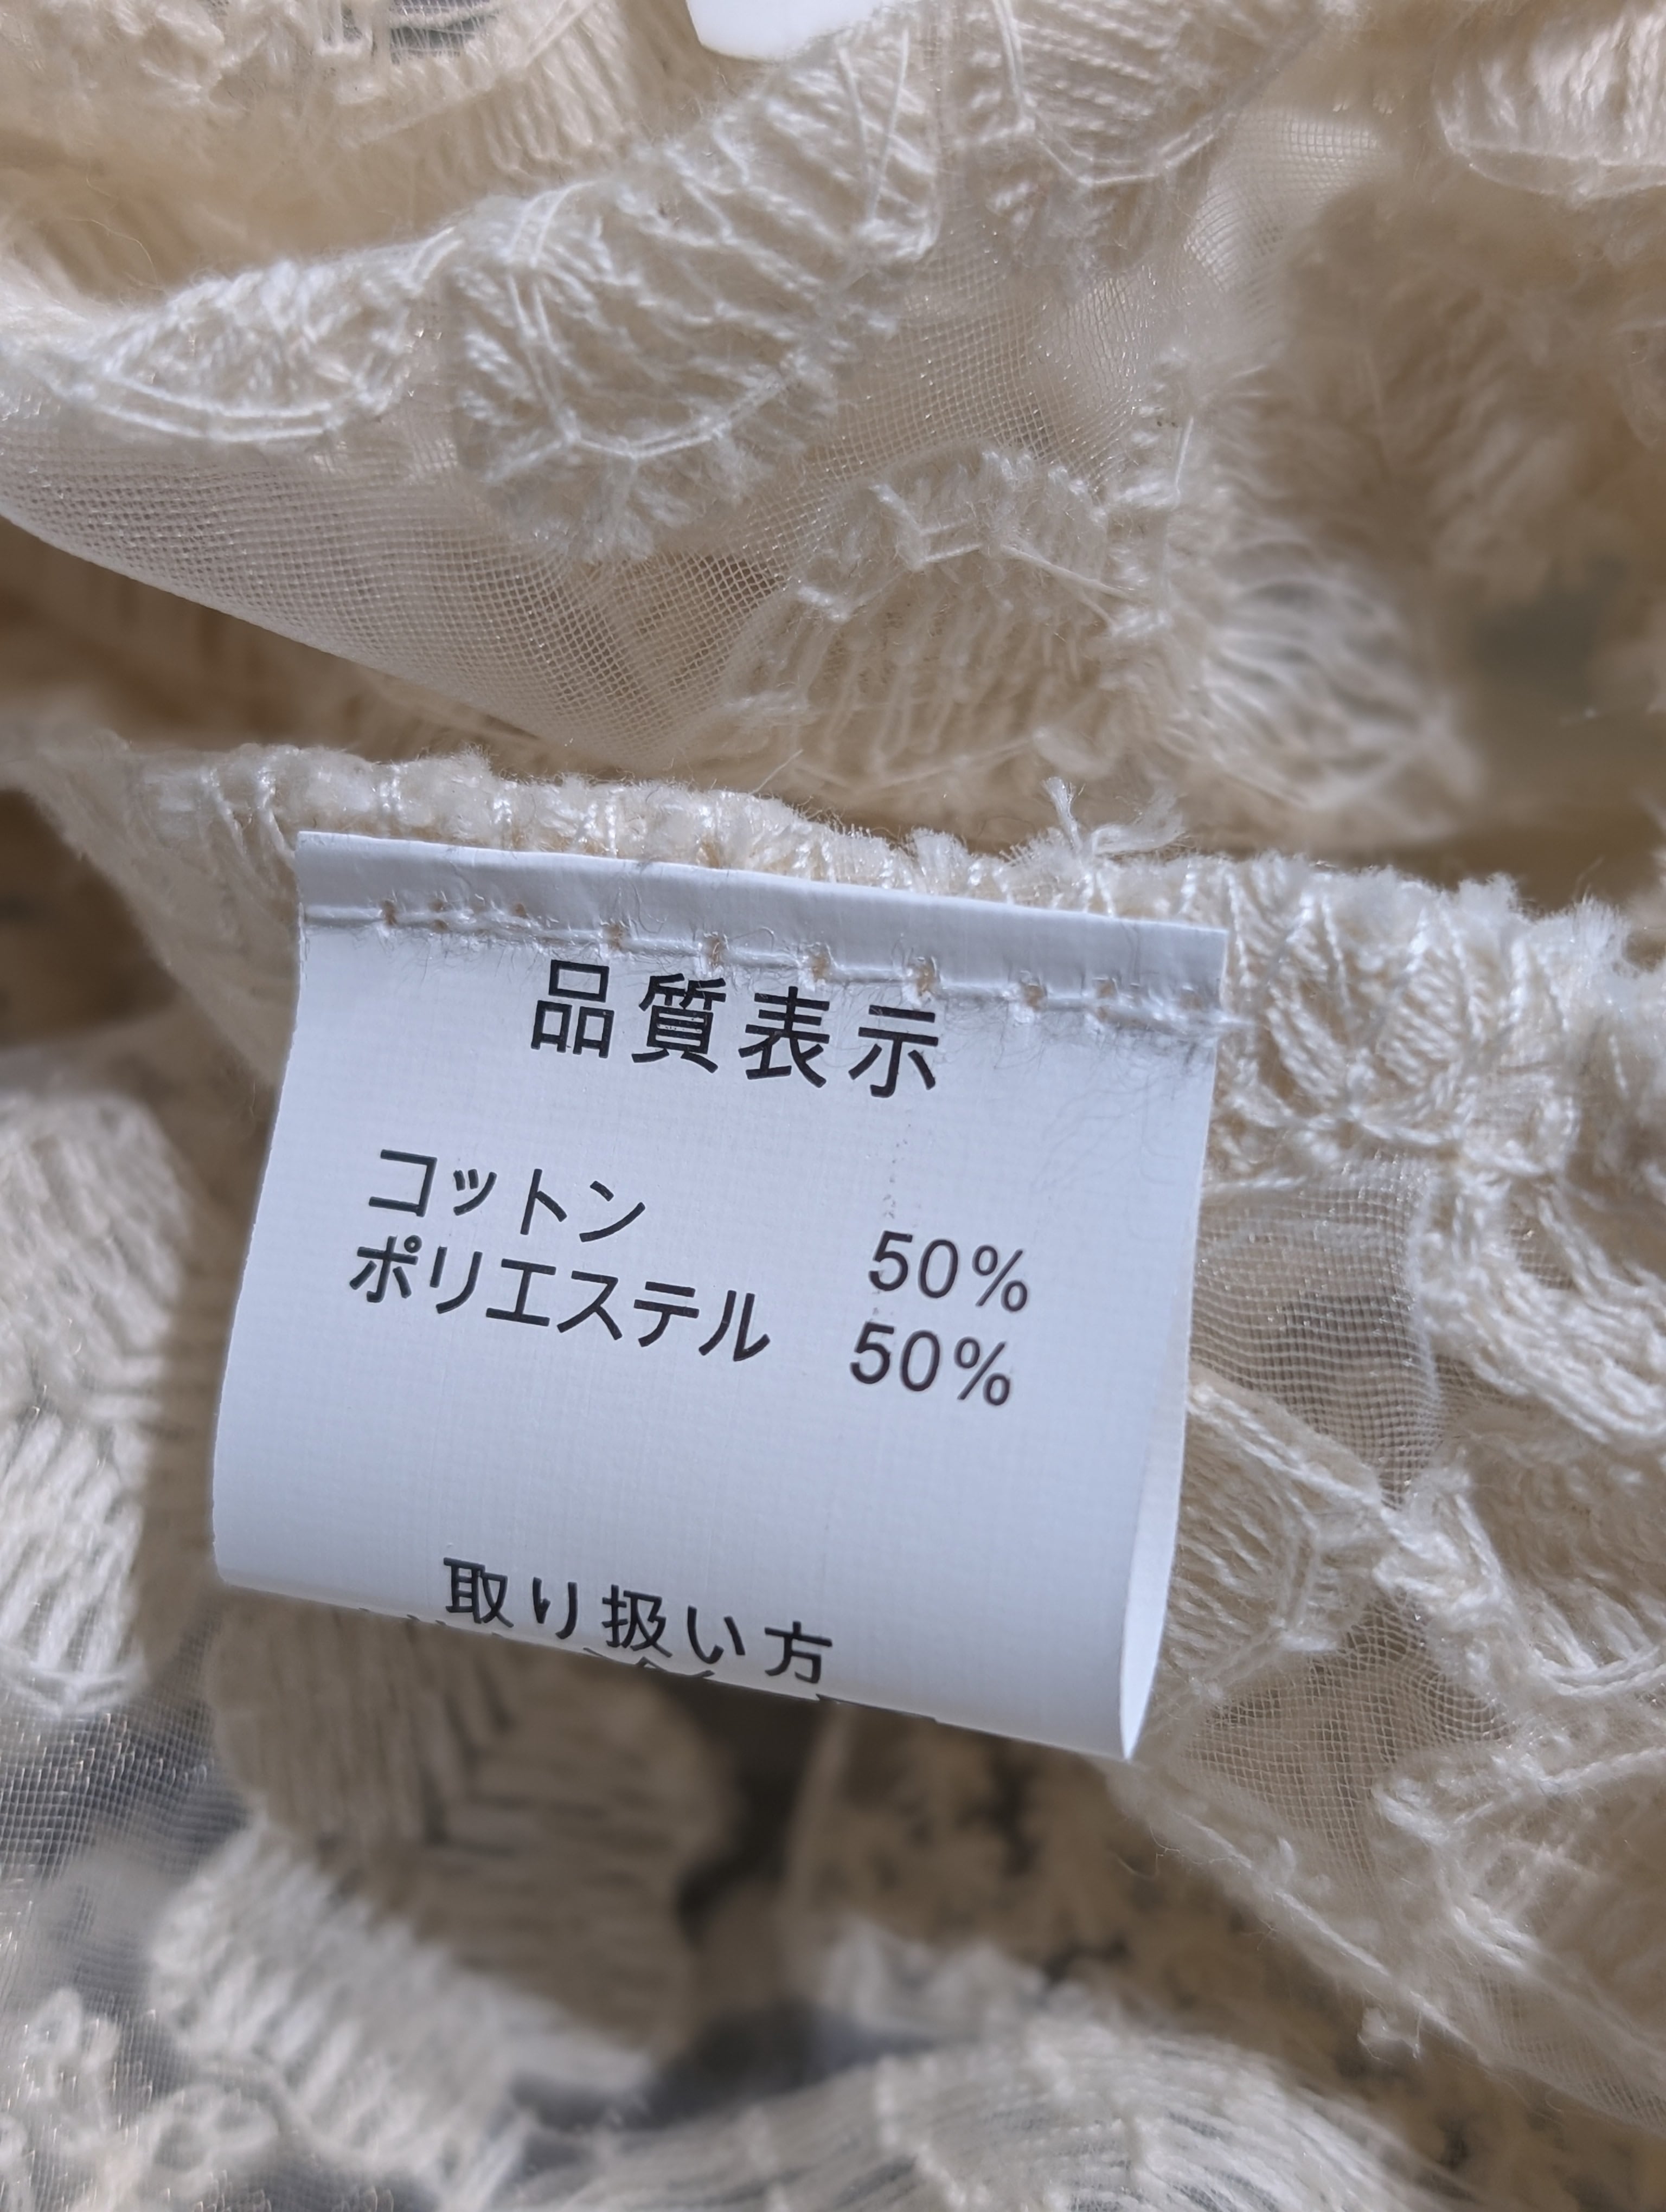 品質表示
コットン 50%
ポリエステル 50%
取り扱い方